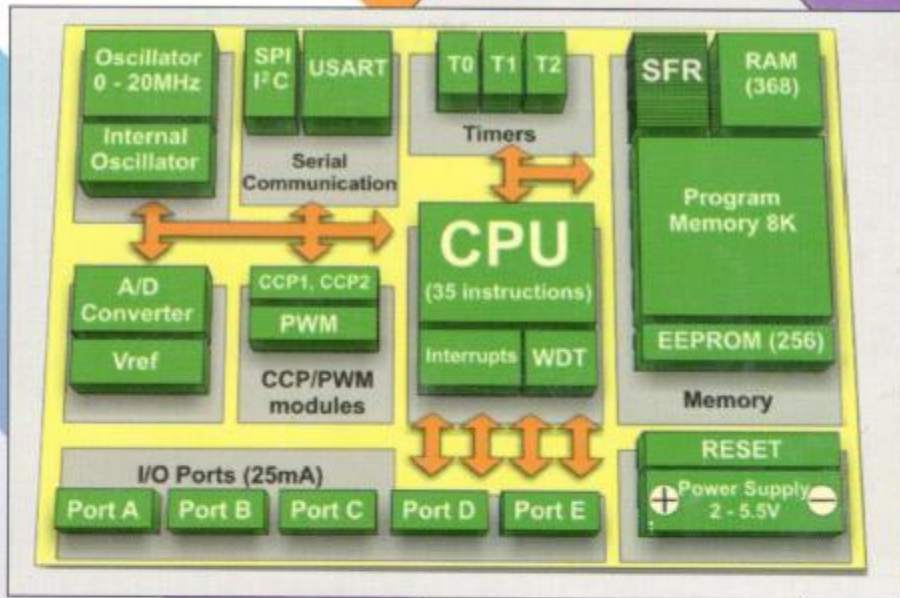 Oscillator
0 - 20MHz
Internal
Oscillator
SPI
I²C
USART
Serial
Communication
T0
T1
T2
Timers
SFR
RAM
(368)
Program
Memory 8K
EEPROM (256)
Memory
A/D
Converter
Vref
CCP1, CCP2
PWM
CCP/PWM
modules
CPU
(35 instructions)
Interrupts
WDT
I/O Ports (25mA)
Port A
Port B
Port C
Port D
Port E
RESET
+
Power Supply
−
2 - 5.5V